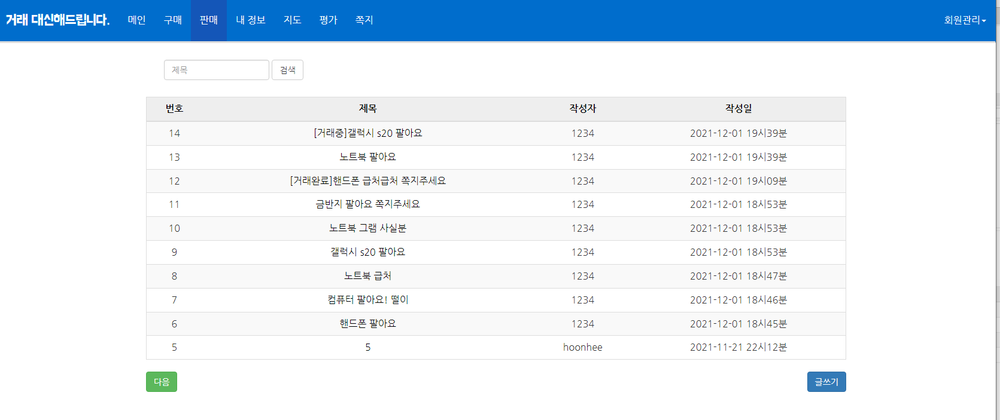 거래 대신해드립니다. 메인 구매 판매 내 정보 지도 평가 쪽지 회원관리
제목 검색
번호 제목 작성자 작성일
14 [거래중]갤럭시 s20 팔아요 1234 2021-12-01 19시39분
13 노트북 팔아요 1234 2021-12-01 19시39분
12 [거래완료]핸드폰 급처급처 쪽지주세요 1234 2021-12-01 19시09분
11 금반지 팔아요 쪽지주세요 1234 2021-12-01 18시53분
10 노트북 그램 사실분 1234 2021-12-01 18시53분
9 갤럭시 s20 팔아요 1234 2021-12-01 18시53분
8 노트북 급처 1234 2021-12-01 18시47분
7 컴퓨터 팔아요! 떨이 1234 2021-12-01 18시46분
6 핸드폰 팔아요 1234 2021-12-01 18시45분
5 5 hoonhee 2021-11-21 22시12분
다음 글쓰기